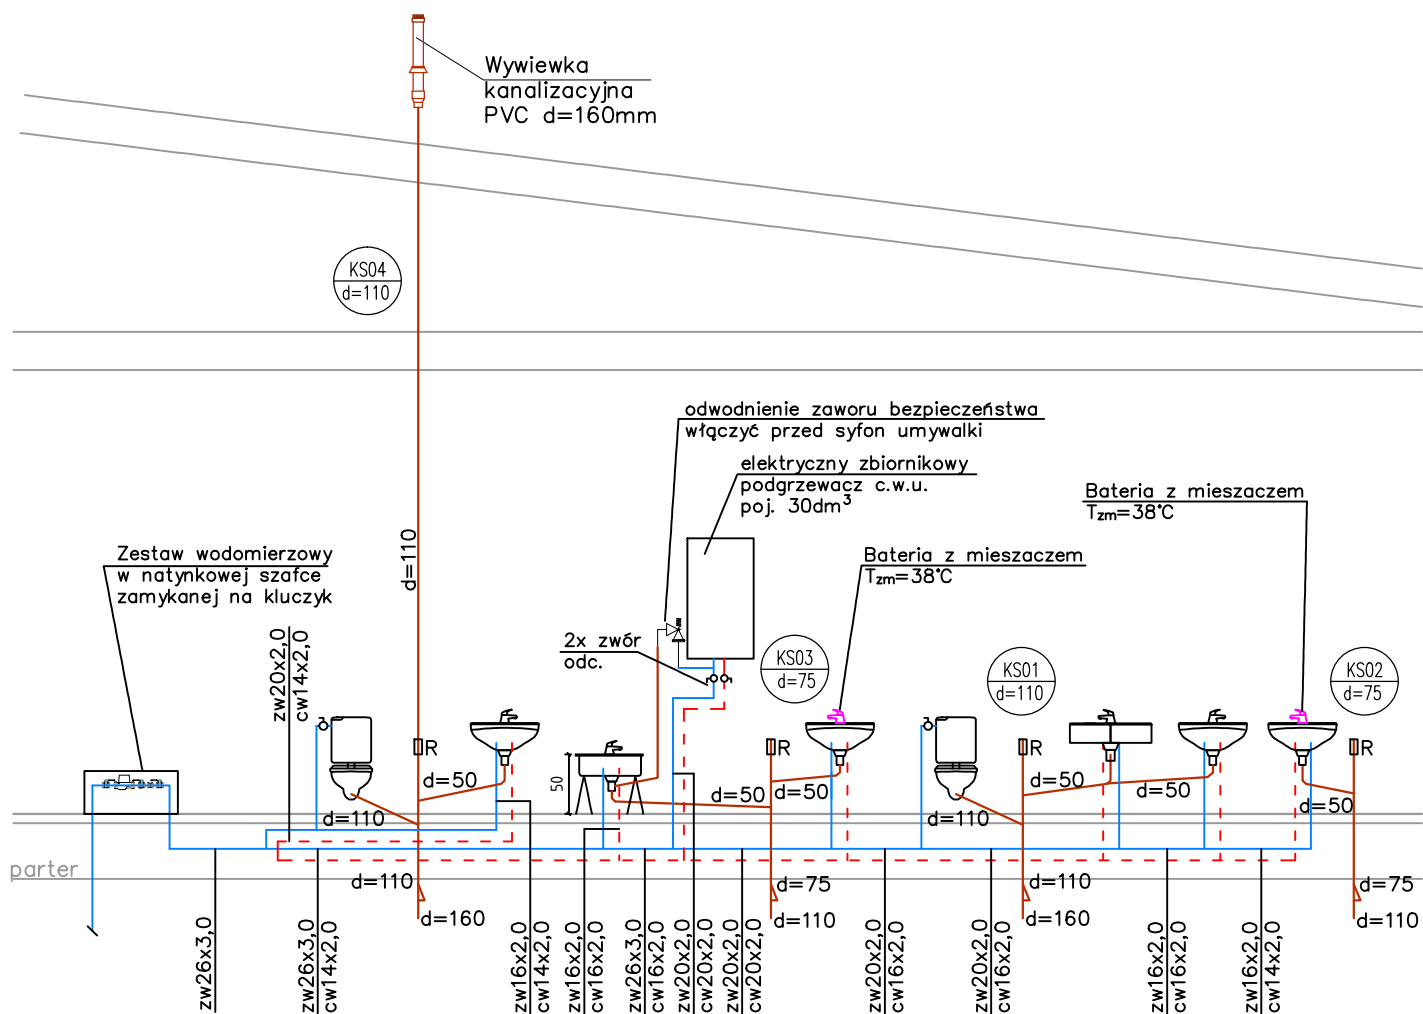 Wywiewka
kanalizacyjna
PVC d=160mm
KS04
d=110
odwodnienie zaworu bezpieczeństwa
włączyć przed syfon umywalki
elektryczny zbiornikowy
podgrzewacz c.w.u.
poj. 30dm³
Bateria z mieszaczem
Tzm=38°C
Bateria z mieszaczem
Tzm=38°C
Zestaw wodomierzowy
w natynkowej szafce
zamykanej na kluczyk
d=110
zw20x2,0
cw14x2,0
2x zwór
odc.
KS03
d=75
KS01
d=110
KS02
d=75
R
R
R
R
d=50
50
d=50
d=50
d=50
d=50
d=50
d=110
d=110
parter
d=110
d=75
d=110
d=75
d=160
d=110
d=160
d=110
zw26x3,0
zw26x3,0
cw14x2,0
zw16x2,0
cw14x2,0
zw16x2,0
cw16x2,0
zw26x3,0
cw16x2,0
zw20x2,0
cw20x2,0
zw20x2,0
cw20x2,0
zw20x2,0
cw16x2,0
zw20x2,0
cw16x2,0
zw16x2,0
cw16x2,0
zw16x2,0
cw14x2,0